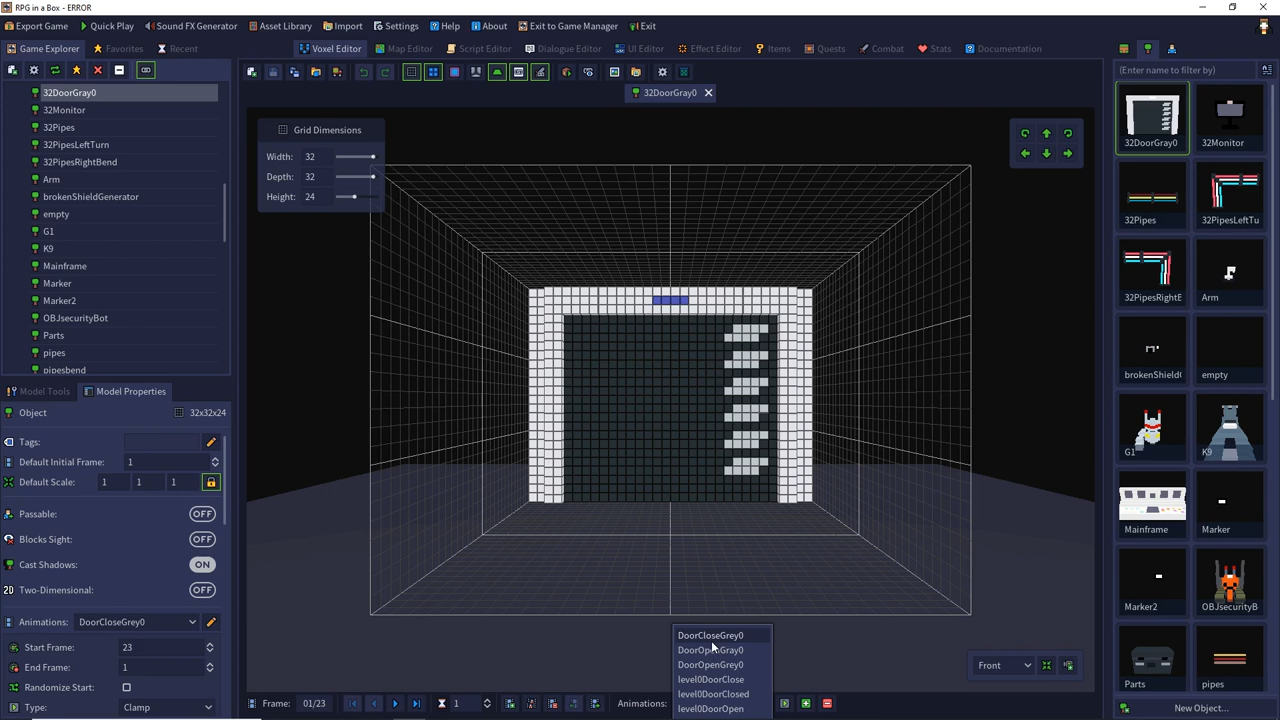 RPG in a Box - ERROR
Export Game Quick Play Sound FX Generator Asset Library Import Settings Help About Exit to Game Manager Exit
Game Explorer Favorites Recent
32DoorGray0
32Monitor
32Pipes
32PipesLeftTurn
32PipesRightBend
Arm
brokenShieldGenerator
empty
G1
K9
Mainframe
Marker
Marker2
OBJsecurityBot
Parts
pipes
pipesbend
Model Tools Model Properties
Object 32x32x24
Tags:
Default Initial Frame: 1
Default Scale: 1 1 1
Passable: OFF
Blocks Sight: OFF
Cast Shadows: ON
2D Two-Dimensional: OFF
Animations: DoorCloseGrey0
Start Frame: 23
End Frame: 1
Randomize Start:
Type: Clamp
Voxel Editor Map Editor Script Editor Dialogue Editor UI Editor Effect Editor Items Quests Combat Stats Documentation
32DoorGray0
Grid Dimensions
Width: 32
Depth: 32
Height: 24
Front
DoorCloseGrey0
DoorOpenGray0
DoorOpenGrey0
level0DoorClose
level0DoorClosed
level0DoorOpen
Frame: 01/23 1 Animations:
(Enter name to filter by)
32DoorGray0 32Monitor
32Pipes 32PipesLeftTu
32PipesRightE Arm
brokenShield( empty
G1 K9
Mainframe Marker
Marker2 OBJsecurityB
Parts pipes
New Object...